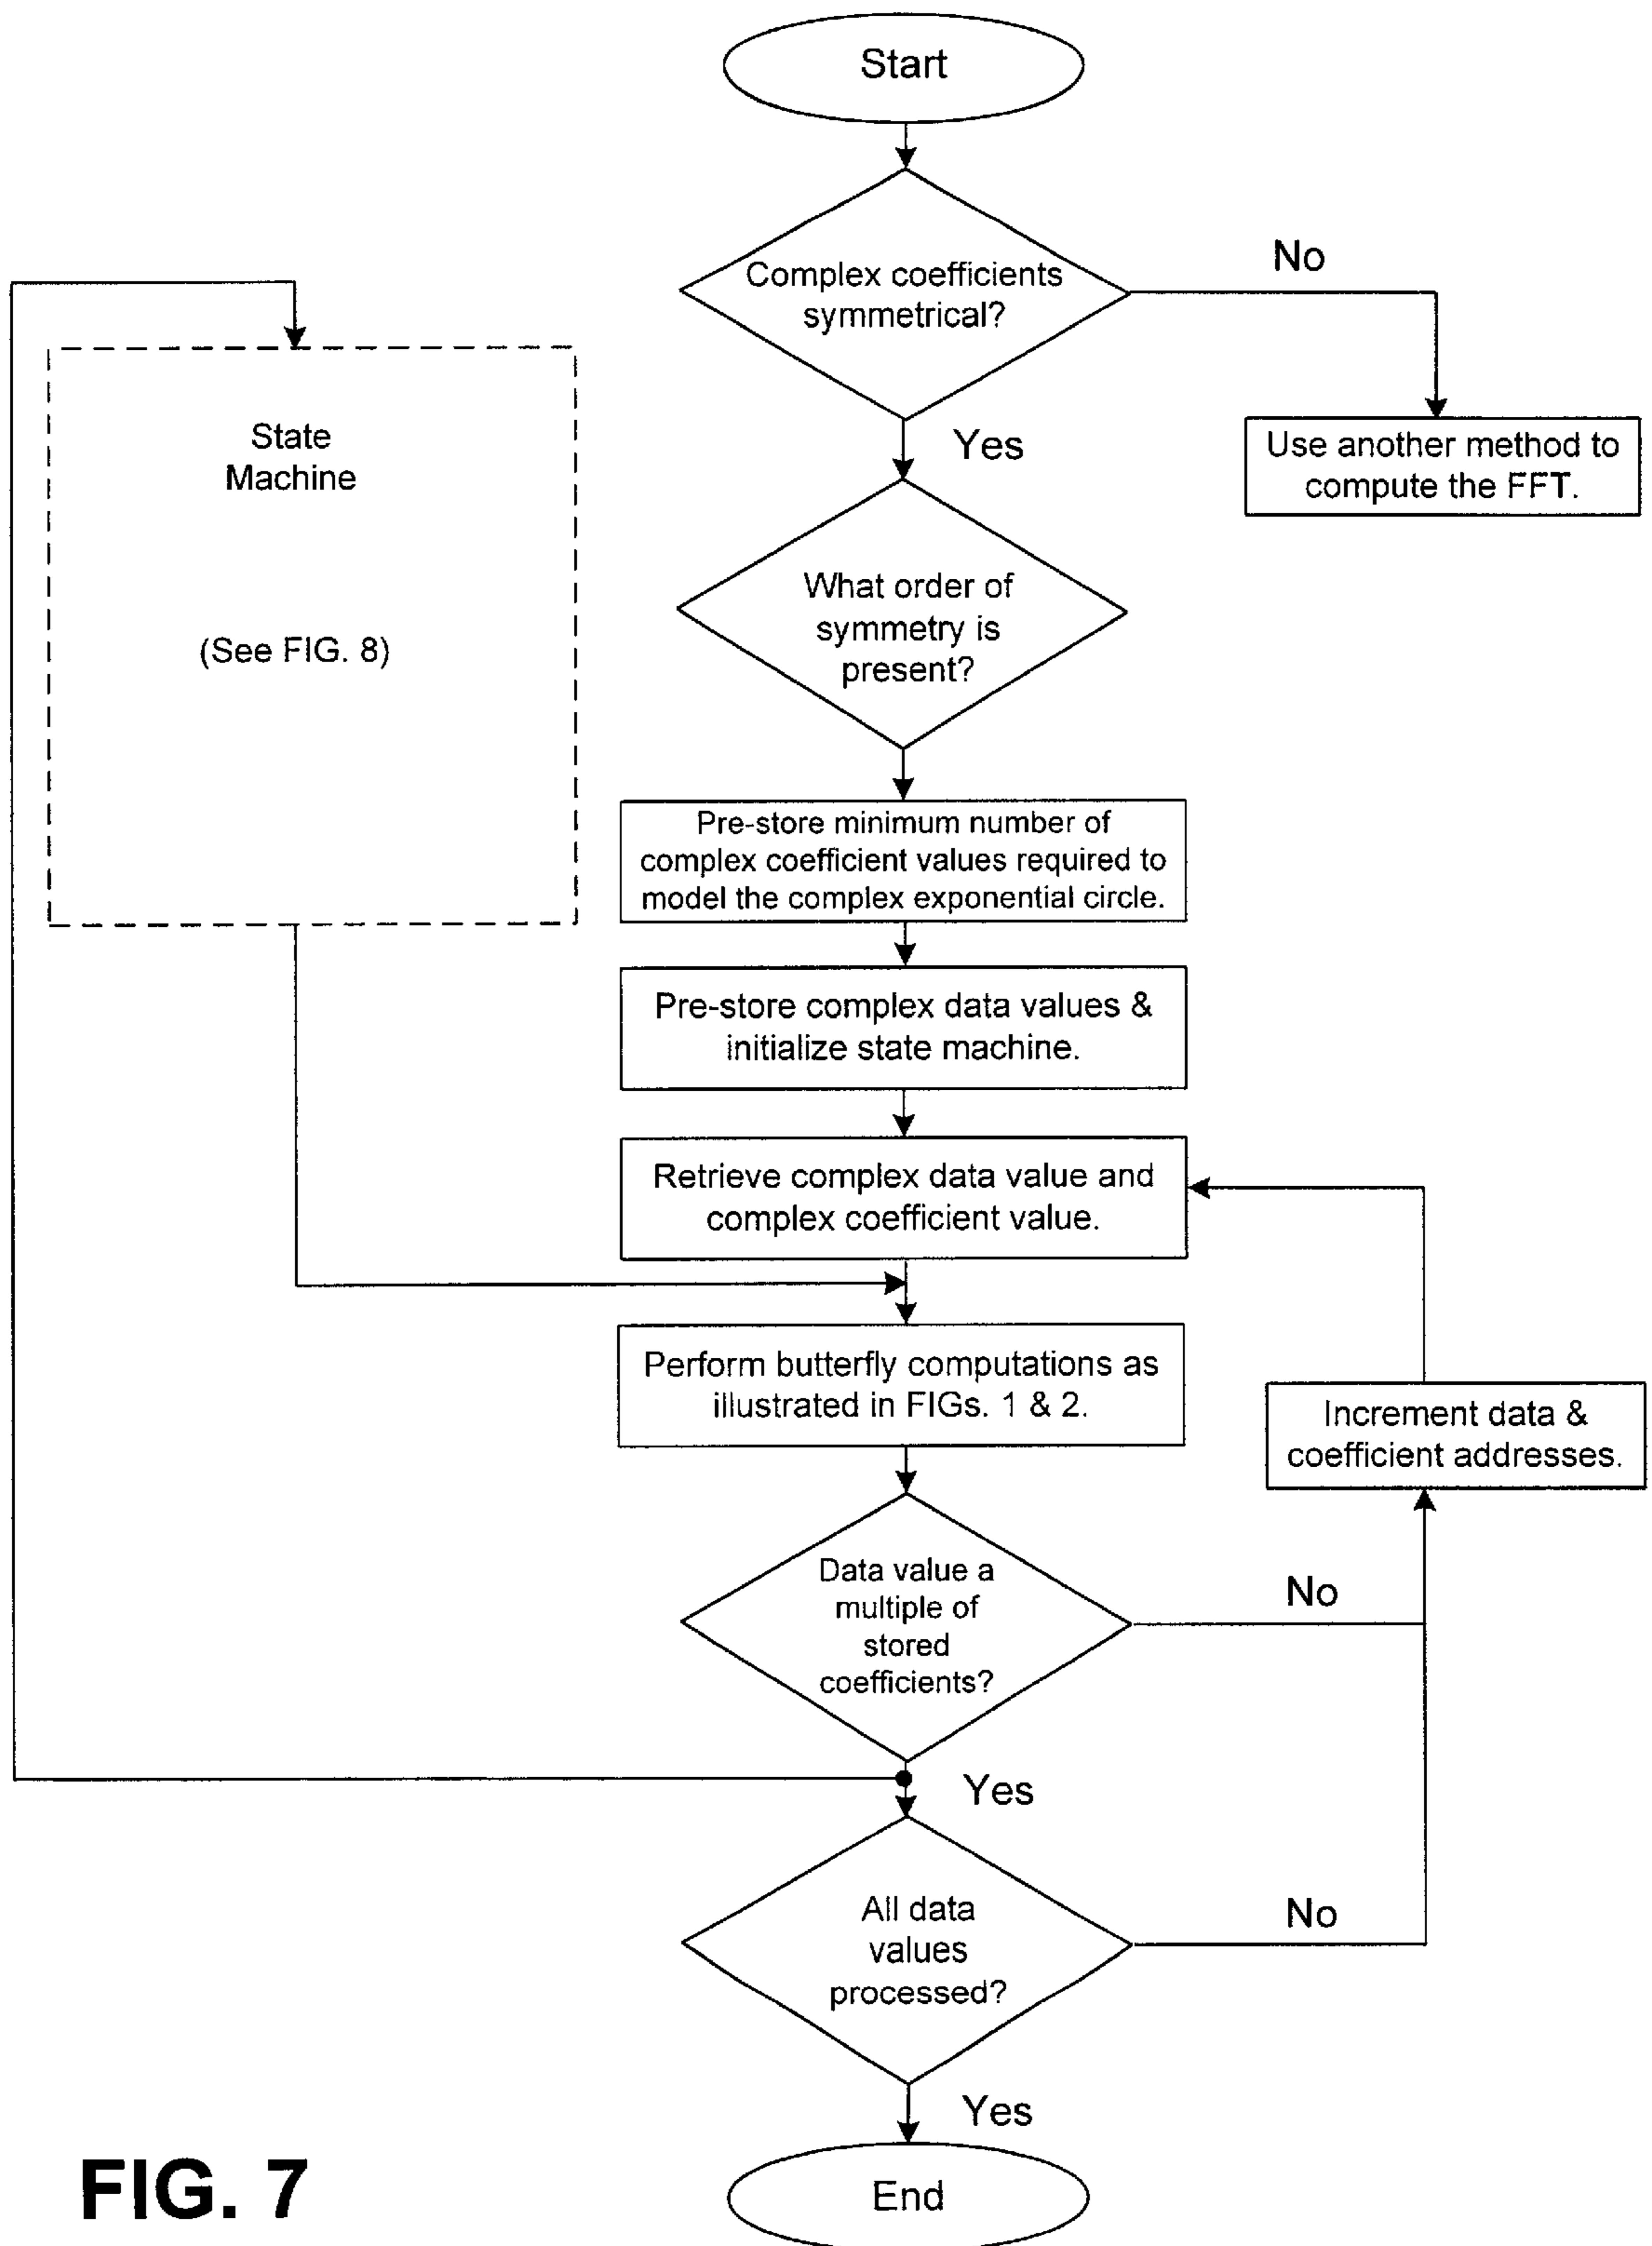 Start
Complex coefficients
symmetrical?
No
Yes
Use another method to
compute the FFT.
State
Machine
(See FIG. 8)
What order of
symmetry is
present?
Pre-store minimum number of
complex coefficient values required to
model the complex exponential circle.
Pre-store complex data values &
initialize state machine.
Retrieve complex data value and
complex coefficient value.
Perform butterfly computations as
illustrated in FIGs. 1 & 2.
Increment data &
coefficient addresses.
Data value a
multiple of
stored
coefficients?
No
Yes
All data
values
processed?
No
Yes
End
FIG. 7